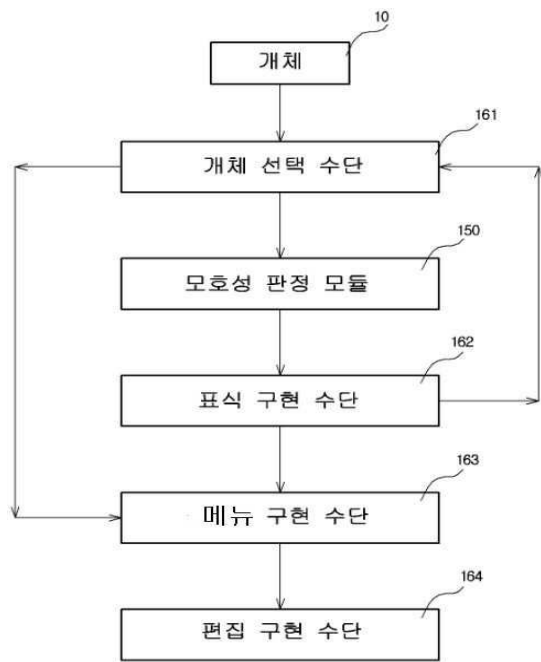 10
개체
161
개체 선택 수단
150
모호성 판정 모듈
162
표식 구현 수단
163
메뉴 구현 수단
164
편집 구현 수단